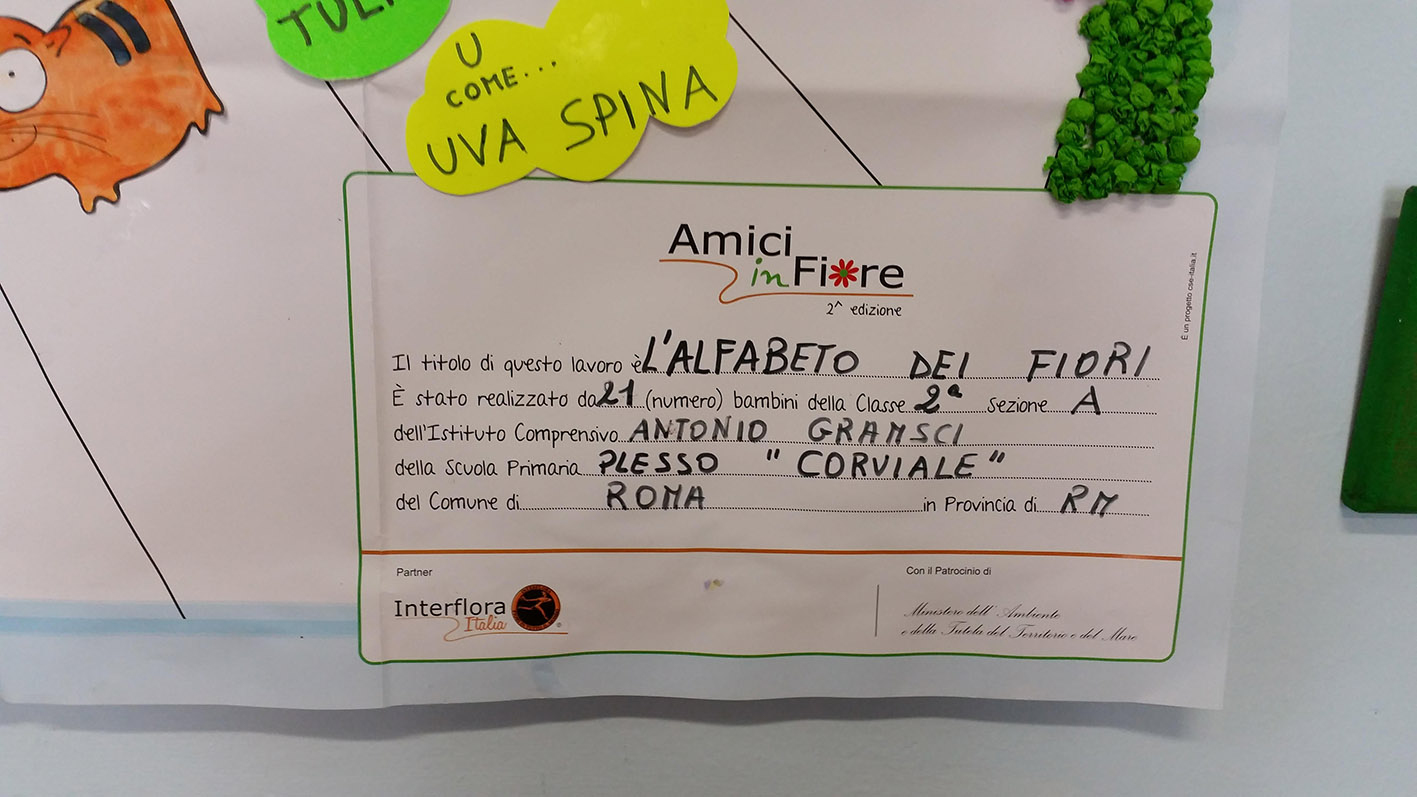 TUL
U
COME...
UVA SPINA
Amici
in Fiore
2^ edizione
È un progetto cse-italia.it
Il titolo di questo lavoro è L'ALFABETO DEI FIORI
È stato realizzato da 21 (numero) bambini della Classe 2ª Sezione A
dell'Istituto Comprensivo ANTONIO GRAMSCI
della Scuola Primaria PLESSO "CORVIALE"
del Comune di ROMA in Provincia di RM
Partner
Interflora
Italia
Con il Patrocinio di
Ministero dell'Ambiente
e della Tutela del Territorio e del Mare